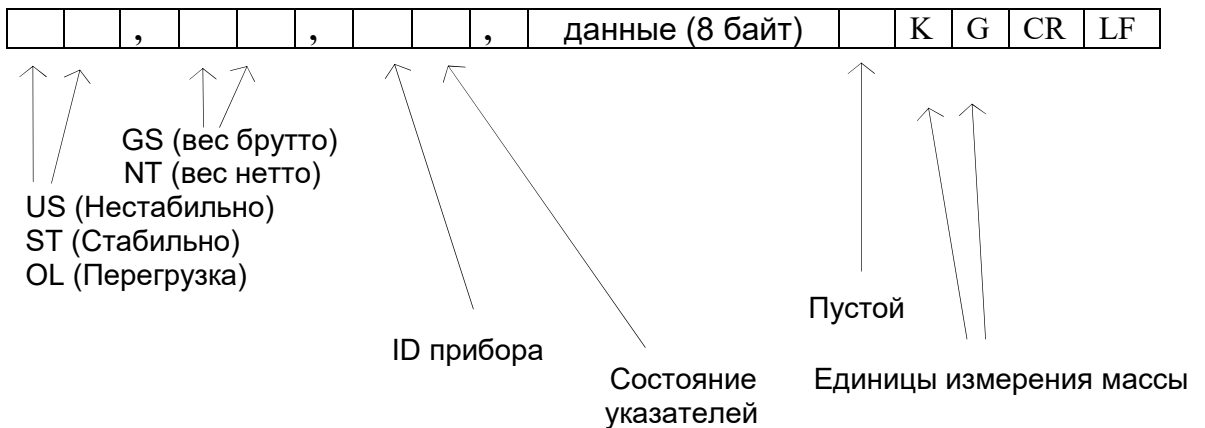 , , , данные (8 байт) K G CR LF
GS (вес брутто)
NT (вес нетто)
US (Нестабильно)
ST (Стабильно)
OL (Перегрузка)
Пустой
ID прибора
Состояние
указателей
Единицы измерения массы